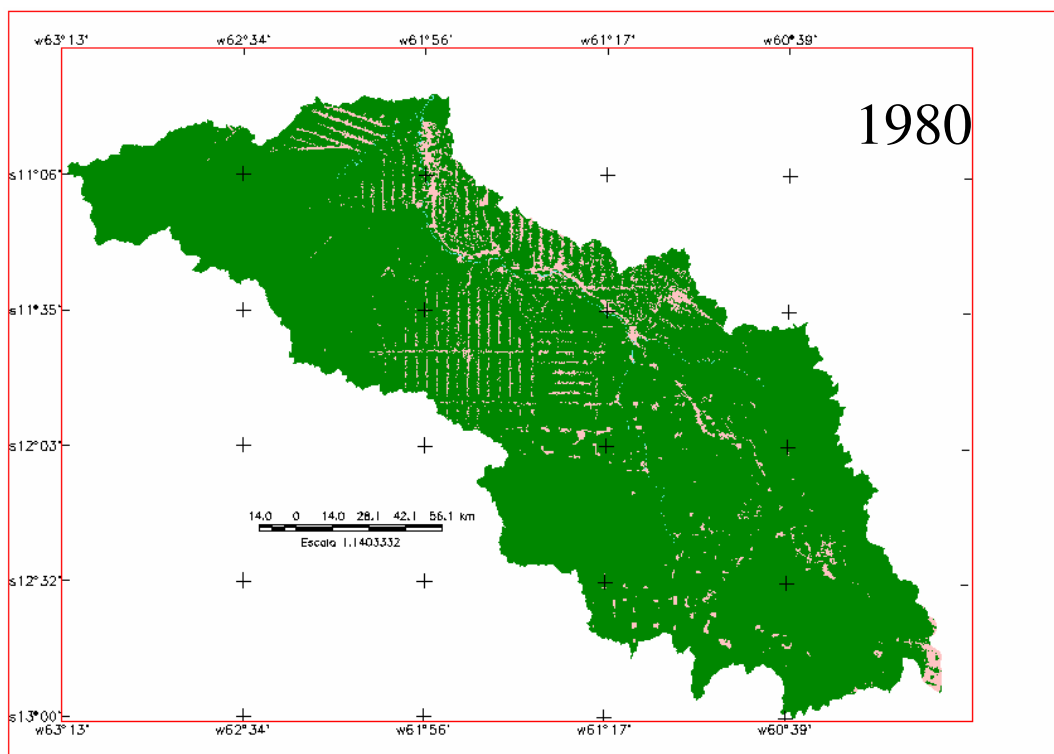 w63°13' w62°34' w61°56' w61°17' w60°39'
1980
s11°06'
s11°35'
s12°03'
14.0 0 14.0 28.1 42.1 56.1 km
Escala 1:1403332
s12°32'
s13°00'
w63°13' w62°34' w61°56' w61°17' w60°39'